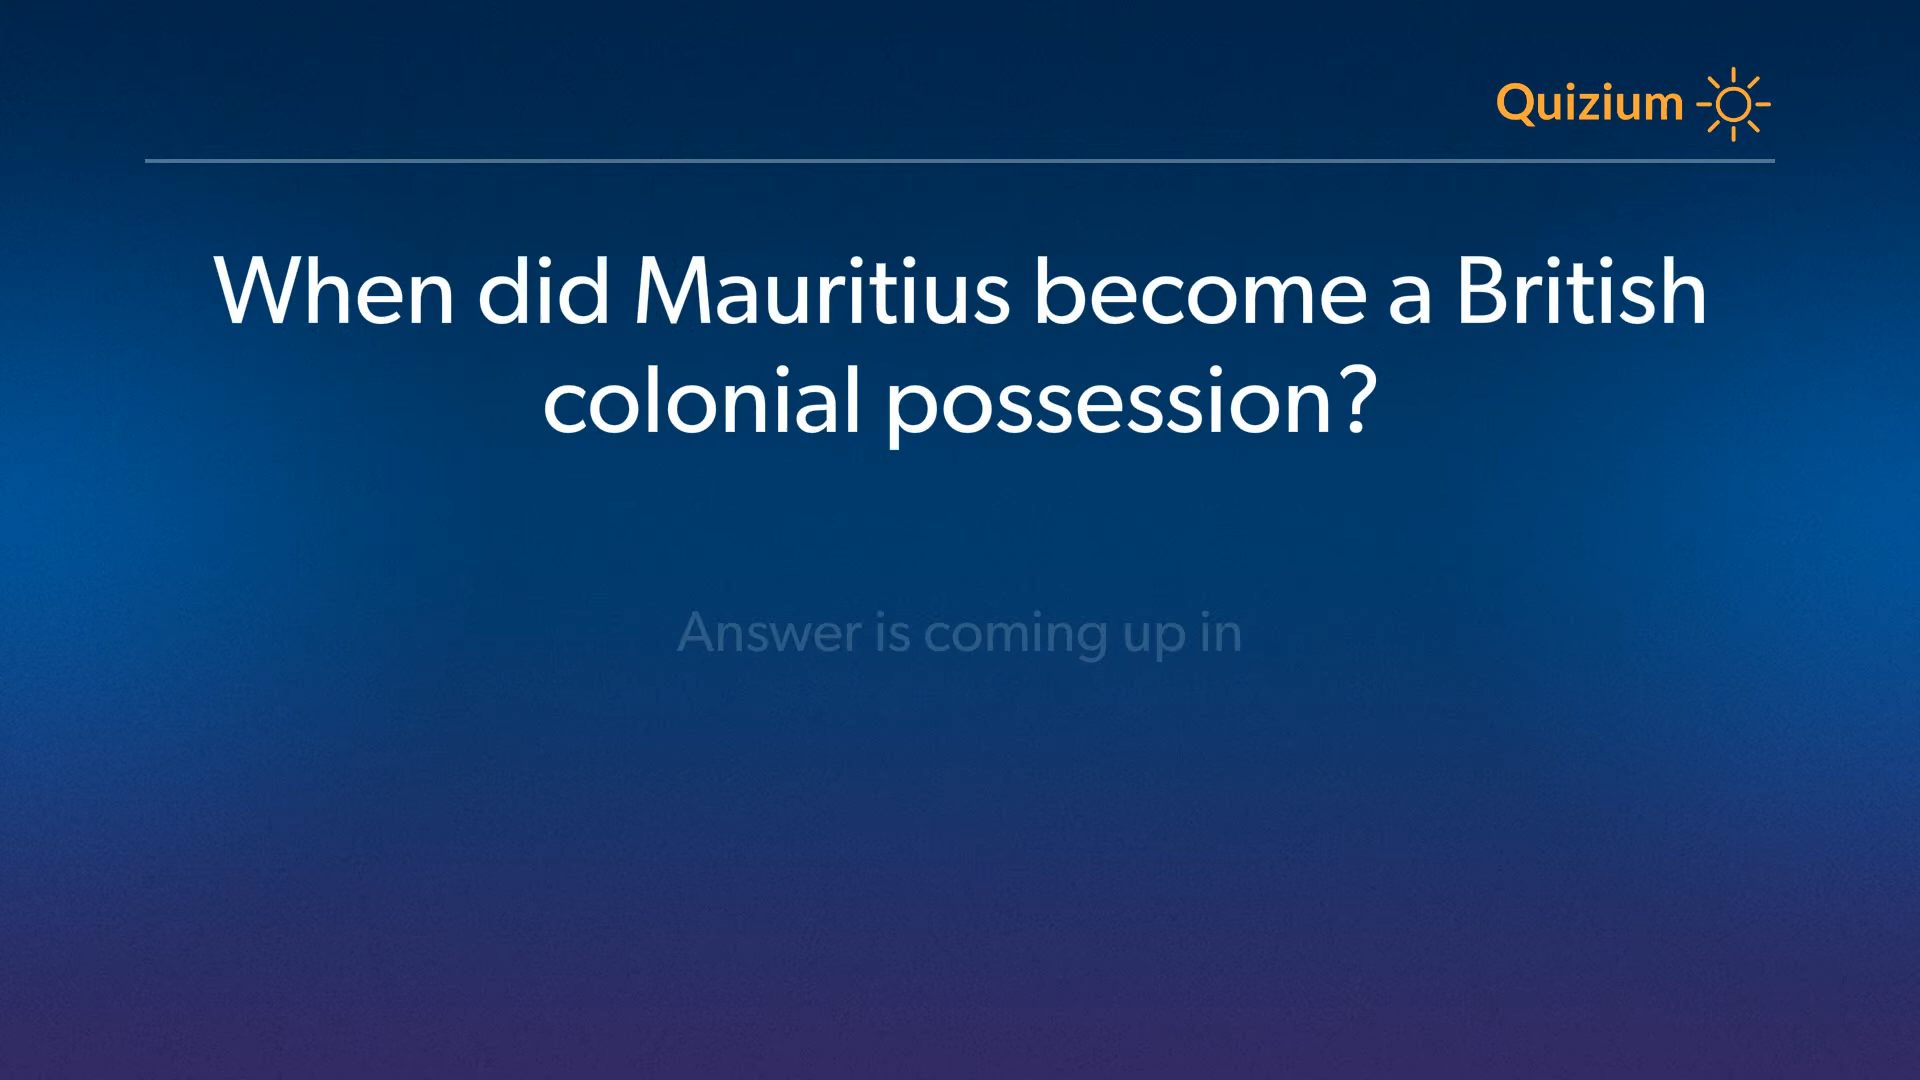 Quizium
When did Mauritius become a British
colonial possession?
Answer is coming up in